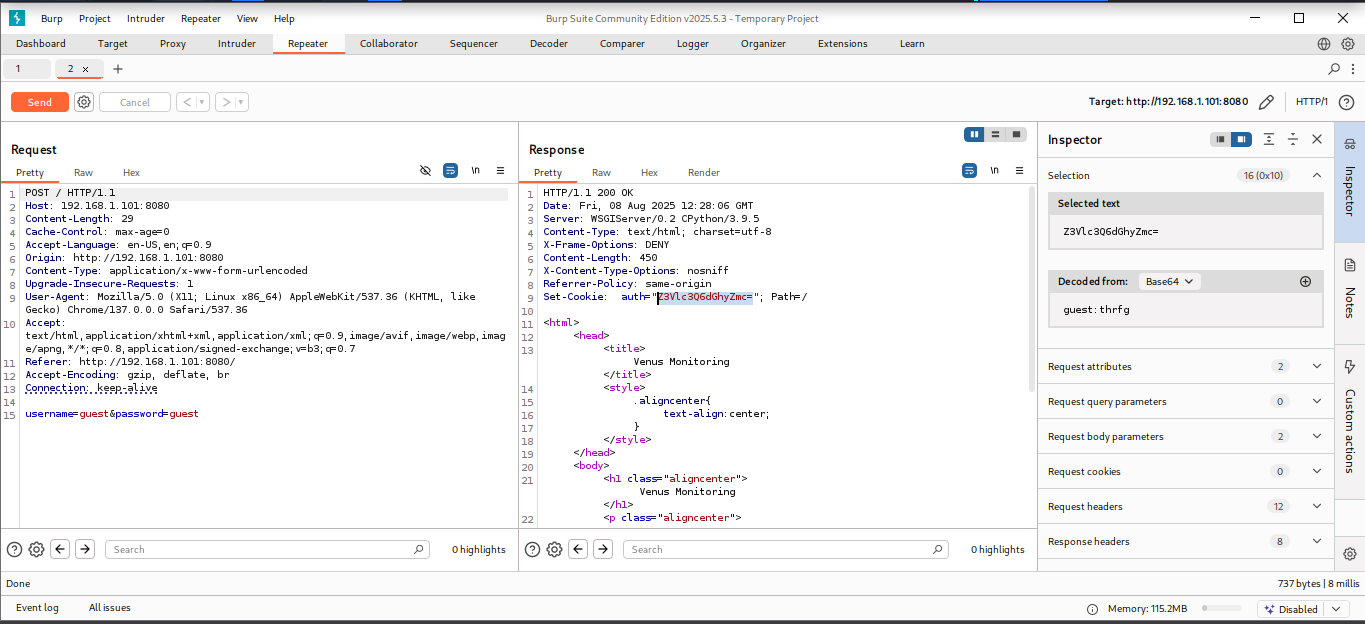 Burp Project Intruder Repeater View Help Burp Suite Community Edition v2025.5.3 - Temporary Project
Dashboard Target Proxy Intruder Repeater Collaborator Sequencer Decoder Comparer Logger Organizer Extensions Learn
1 2 × +
Send Cancel < > Target: http://192.168.1.101:8080 HTTP/1 ?
Request
Pretty Raw Hex \n
1 POST / HTTP/1.1
2 Host: 192.168.1.101:8080
3 Content-Length: 29
4 Cache-Control: max-age=0
5 Accept-Language: en-US,en;q=0.9
6 Origin: http://192.168.1.101:8080
7 Content-Type: application/x-www-form-urlencoded
8 Upgrade-Insecure-Requests: 1
9 User-Agent: Mozilla/5.0 (X11; Linux x86_64) AppleWebKit/537.36 (KHTML, like
Gecko) Chrome/137.0.0.0 Safari/537.36
10 Accept:
text/html,application/xhtml+xml,application/xml;q=0.9,image/avif,image/webp,imag
e/apng,*/*;q=0.8,application/signed-exchange;v=b3;q=0.7
11 Referer: http://192.168.1.101:8080/
12 Accept-Encoding: gzip, deflate, br
13 Connection: keep-alive
14
15 username=guest&password=guest
? Search 0 highlights
Response
Pretty Raw Hex Render \n
1 HTTP/1.1 200 OK
2 Date: Fri, 08 Aug 2025 12:28:06 GMT
3 Server: WSGIServer/0.2 CPython/3.9.5
4 Content-Type: text/html; charset=utf-8
5 X-Frame-Options: DENY
6 Content-Length: 450
7 X-Content-Type-Options: nosniff
8 Referrer-Policy: same-origin
9 Set-Cookie:  auth="Z3Vlc3Q6dGhyZmc="; Path=/
10
11 <html>
12 <head>
13 <title>
Venus Monitoring
</title>
14 <style>
15 .aligncenter{
16 text-align:center;
17 }
18 </style>
19 </head>
20 <body>
21 <h1 class="aligncenter">
Venus Monitoring
</h1>
22 <p class="aligncenter">
? Search 0 highlights
Inspector
Selection 16 (0x10)
Selected text
Z3Vlc3Q6dGhyZmc=
Decoded from: Base64
guest:thrfg
Request attributes 2
Request query parameters 0
Request body parameters 2
Request cookies 0
Request headers 12
Response headers 8
Inspector
Notes
Custom actions
Done 737 bytes | 8 millis
Event log All issues Memory: 115.2MB Disabled